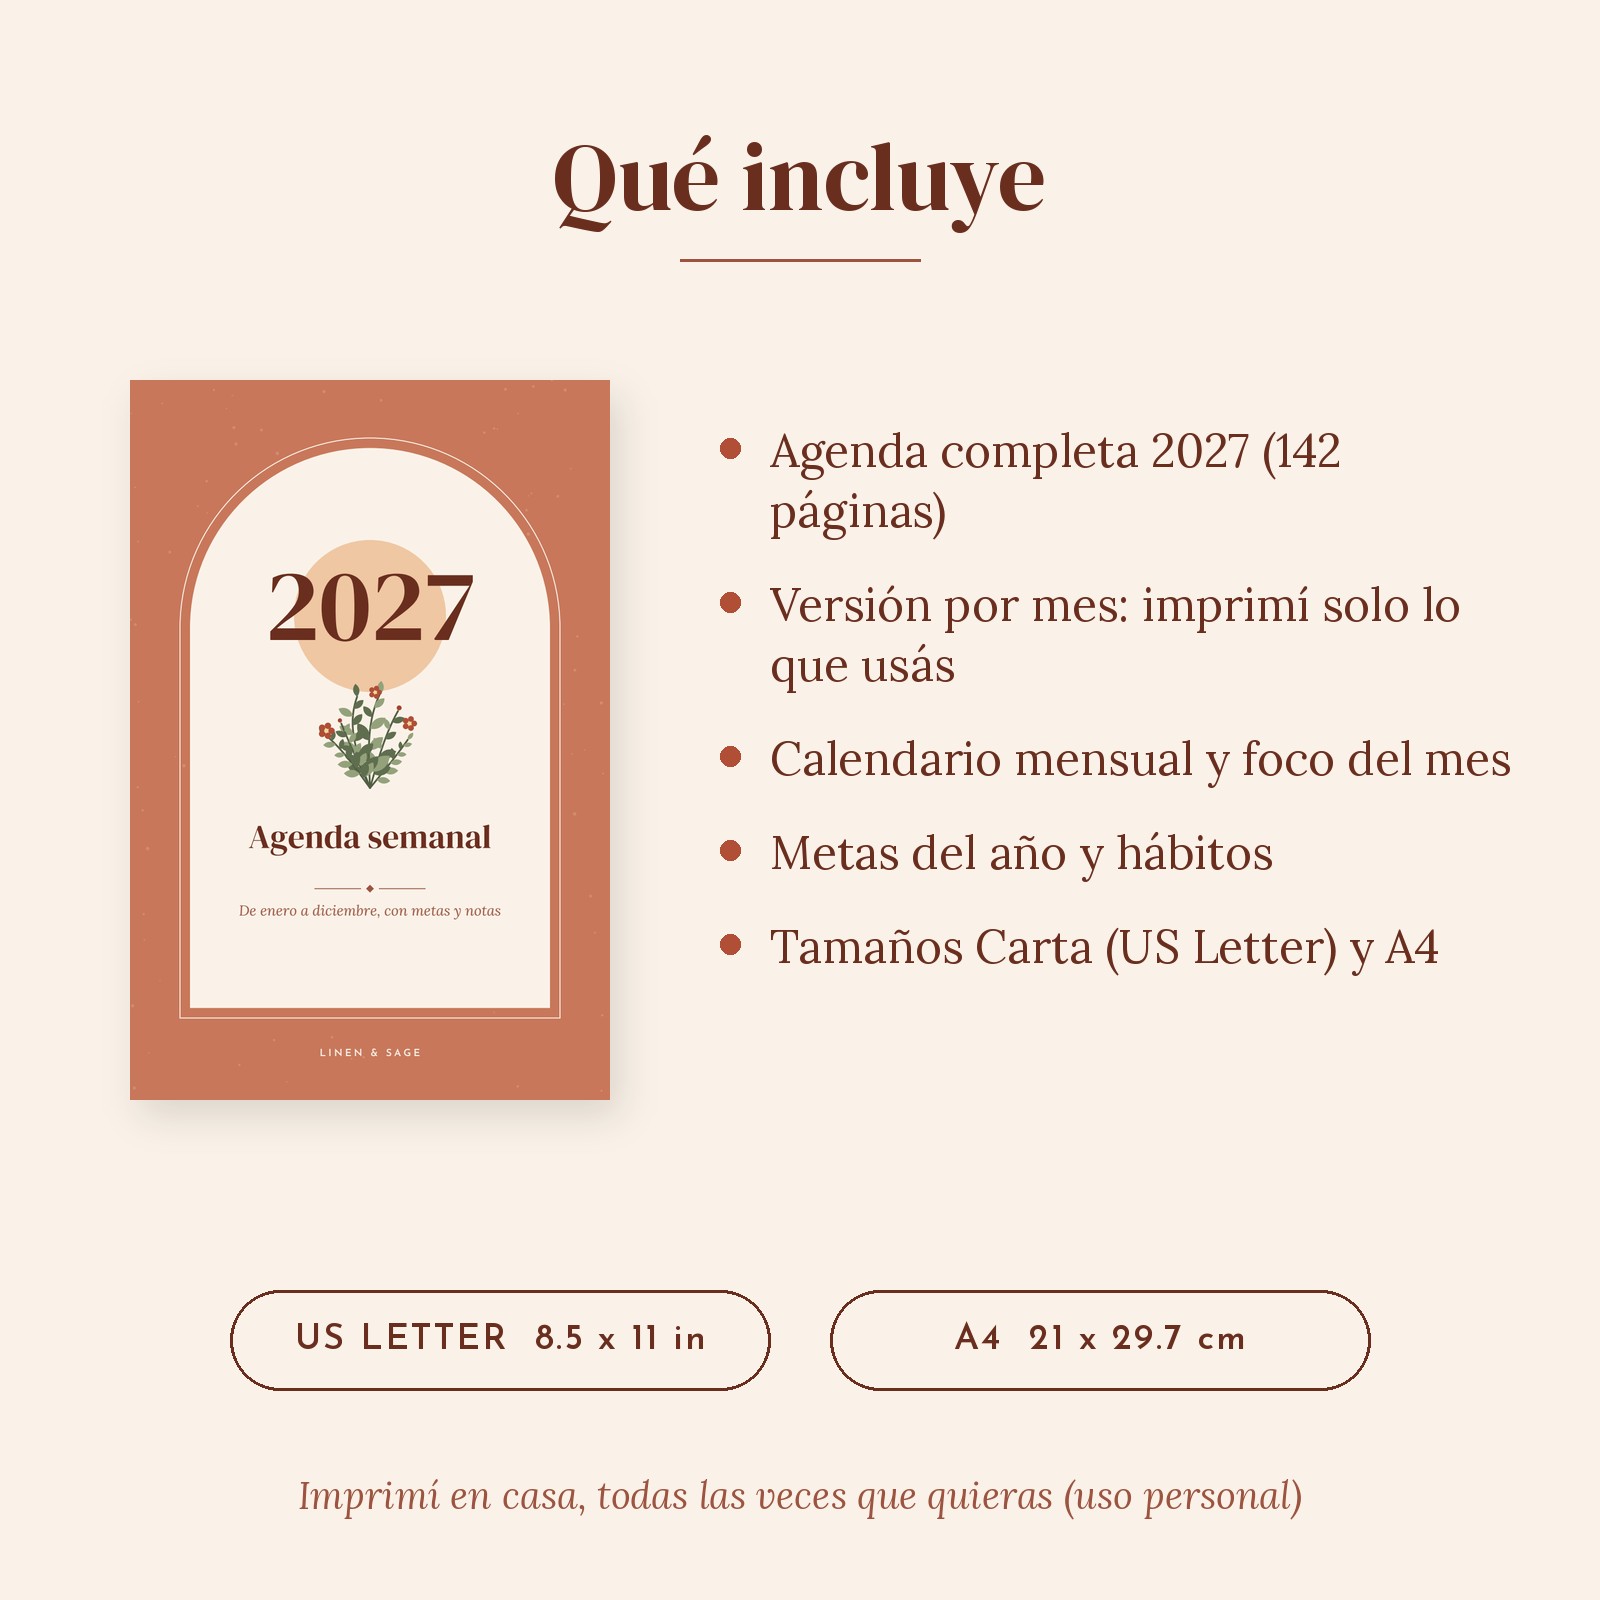 Qué incluye
2027
Agenda semanal
De enero a diciembre, con metas y notas
LINEN & SAGE
Agenda completa 2027 (142
páginas)
Versión por mes: imprimí solo lo
que usás
Calendario mensual y foco del mes
Metas del año y hábitos
Tamaños Carta (US Letter) y A4
US LETTER 8.5 x 11 in
A4 21 x 29.7 cm
Imprimí en casa, todas las veces que quieras (uso personal)